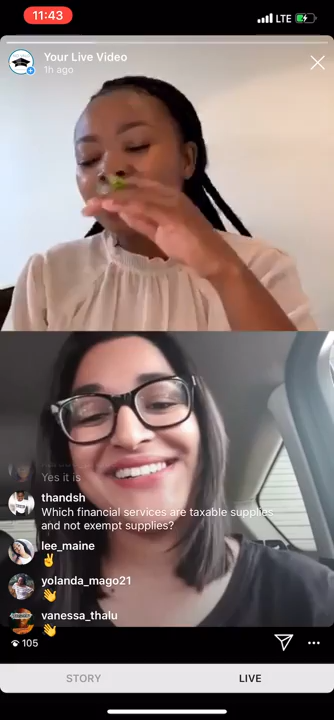 11:43
LTE
Your Live Video
1h ago
Yes it is
thandsh
Which financial services are taxable supplies
and not exempt supplies?
lee_maine
✌
yolanda_mago21
👋
vanessa_thalu
👋
105
STORY
LIVE